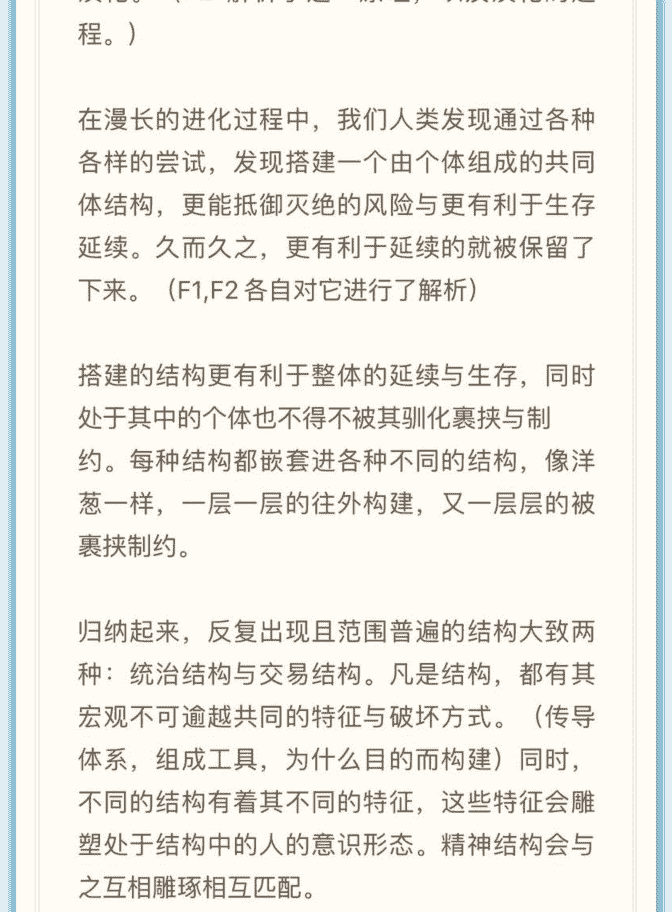 程。）
在漫长的进化过程中，我们人类发现通过各种
各样的尝试，发现搭建一个由个体组成的共同
体结构，更能抵御灭绝的风险与更有利于生存
延续。久而久之，更有利于延续的就被保留了
下来。（F1,F2 各自对它进行了解析）
搭建的结构更有利于整体的延续与生存，同时
处于其中的个体也不得不被其驯化裹挟与制
约。每种结构都嵌套进各种不同的结构，像洋
葱一样，一层一层的往外构建，又一层层的被
裹挟制约。
归纳起来，反复出现且范围普遍的结构大致两
种：统治结构与交易结构。凡是结构，都有其
宏观不可逾越共同的特征与破坏方式。（传导
体系，组成工具，为什么目的而构建）同时，
不同的结构有着其不同的特征，这些特征会雕
塑处于结构中的人的意识形态。精神结构会与
之互相雕琢相互匹配。